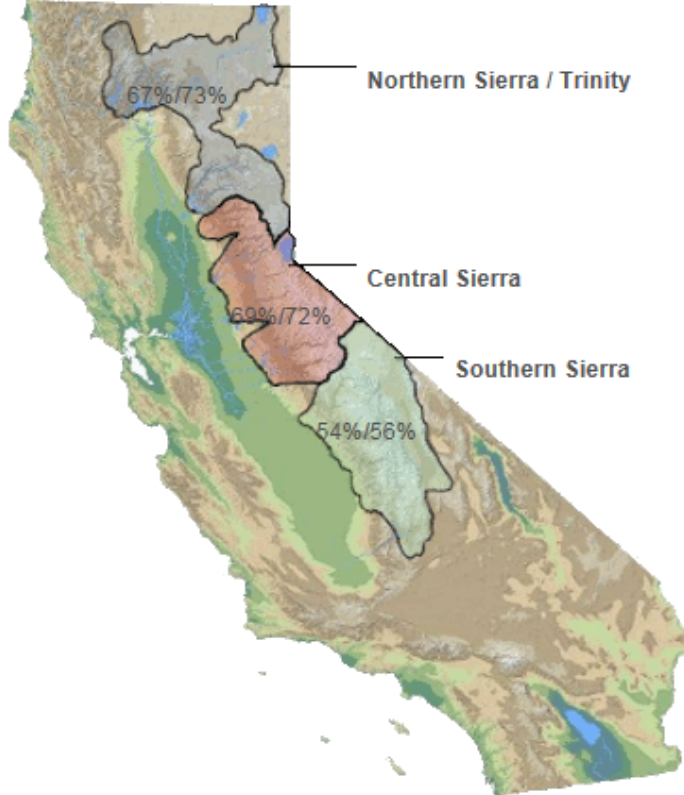 Northern Sierra / Trinity
67%/73%
Central Sierra
69%/72%
Southern Sierra
54%/56%